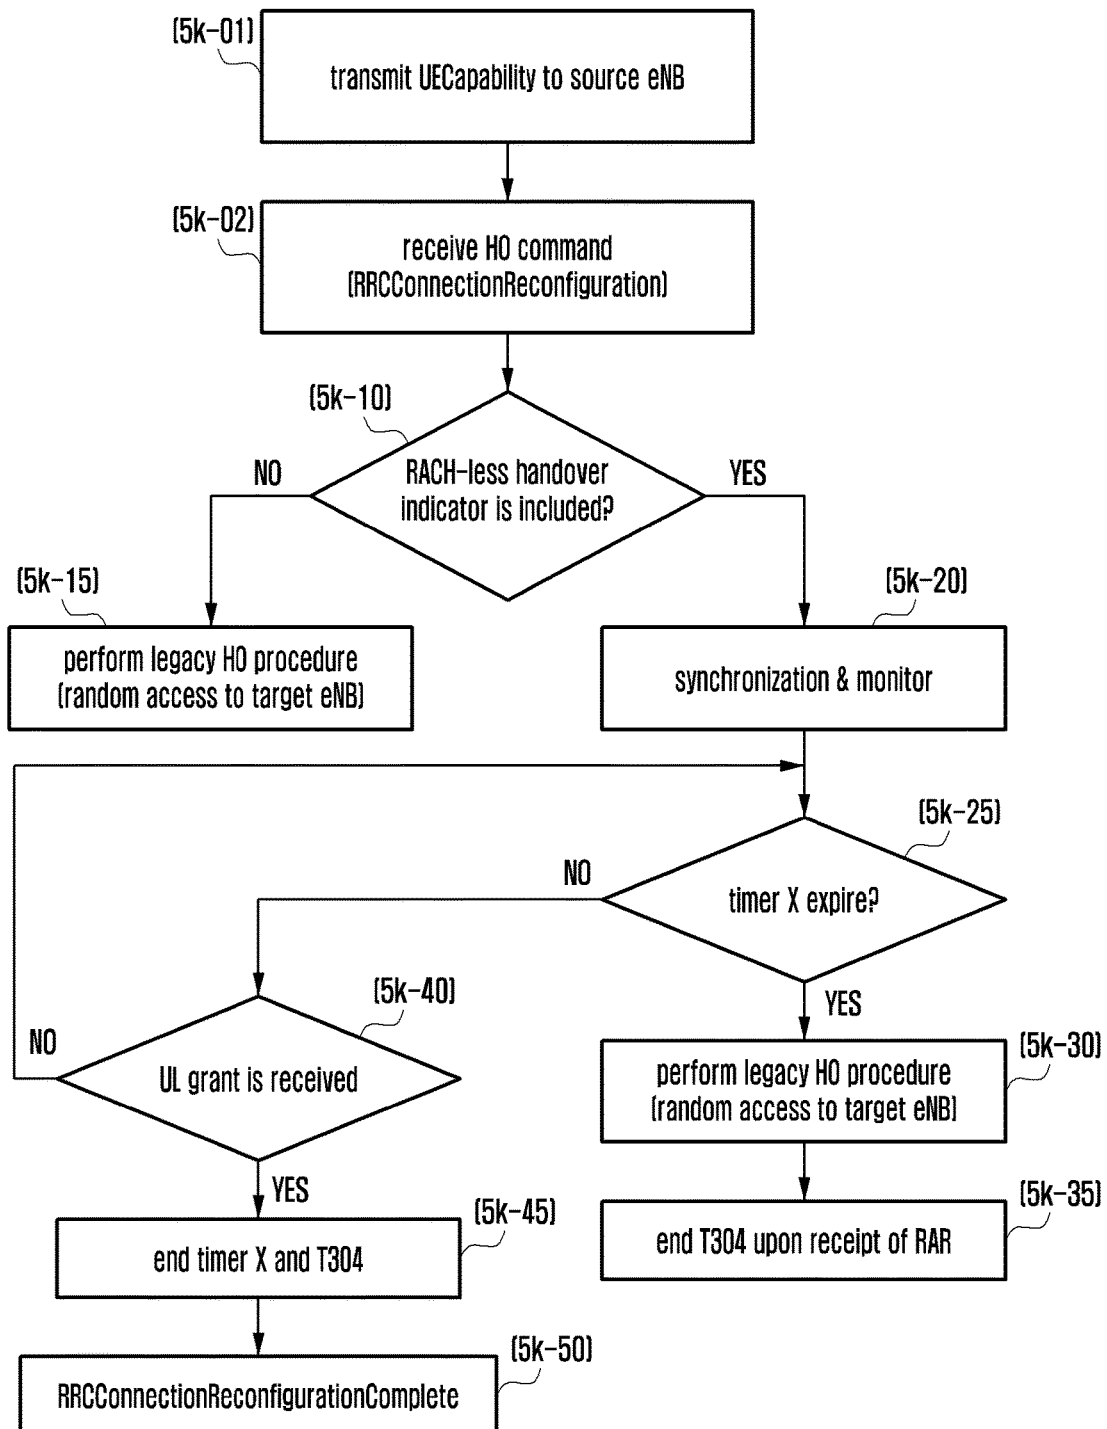 (5k-01)
transmit UECapability to source eNB
(5k-02)
receive HO command
(RRCConnectionReconfiguration)
(5k-10)
RACH-less handover
indicator is included?
NO
YES
(5k-15)
perform legacy HO procedure
(random access to target eNB)
(5k-20)
synchronization & monitor
(5k-25)
timer X expire?
NO
YES
(5k-40)
UL grant is received
NO
YES
(5k-30)
perform legacy HO procedure
(random access to target eNB)
(5k-35)
end T304 upon receipt of RAR
(5k-45)
end timer X and T304
(5k-50)
RRCConnectionReconfigurationComplete